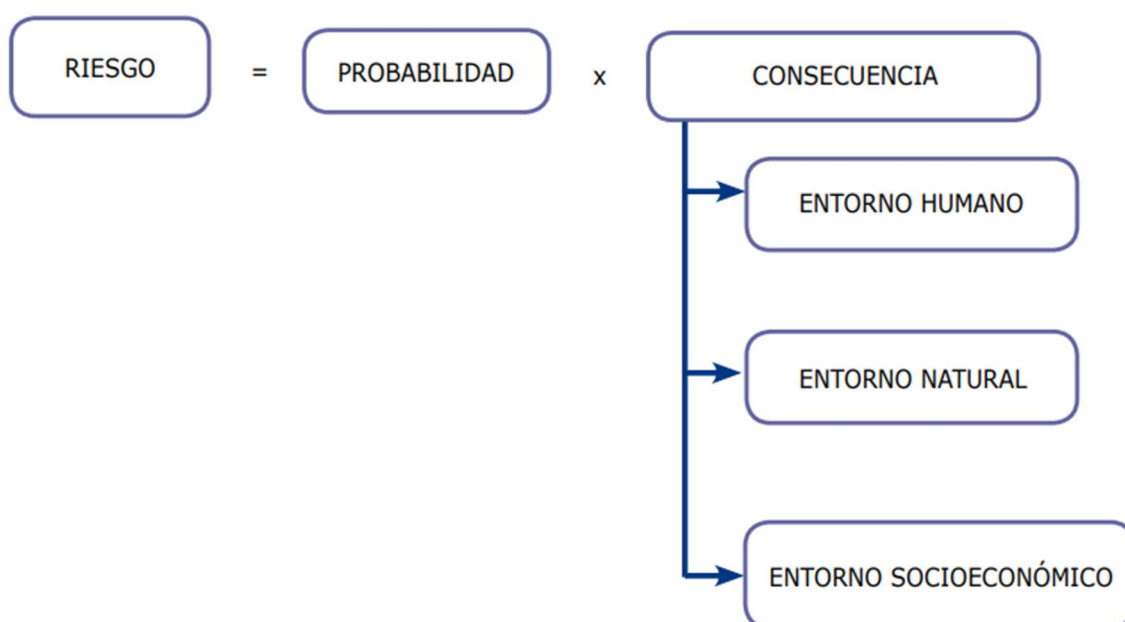 RIESGO = PROBABILIDAD x CONSECUENCIA
ENTORNO HUMANO
ENTORNO NATURAL
ENTORNO SOCIOECONÓMICO